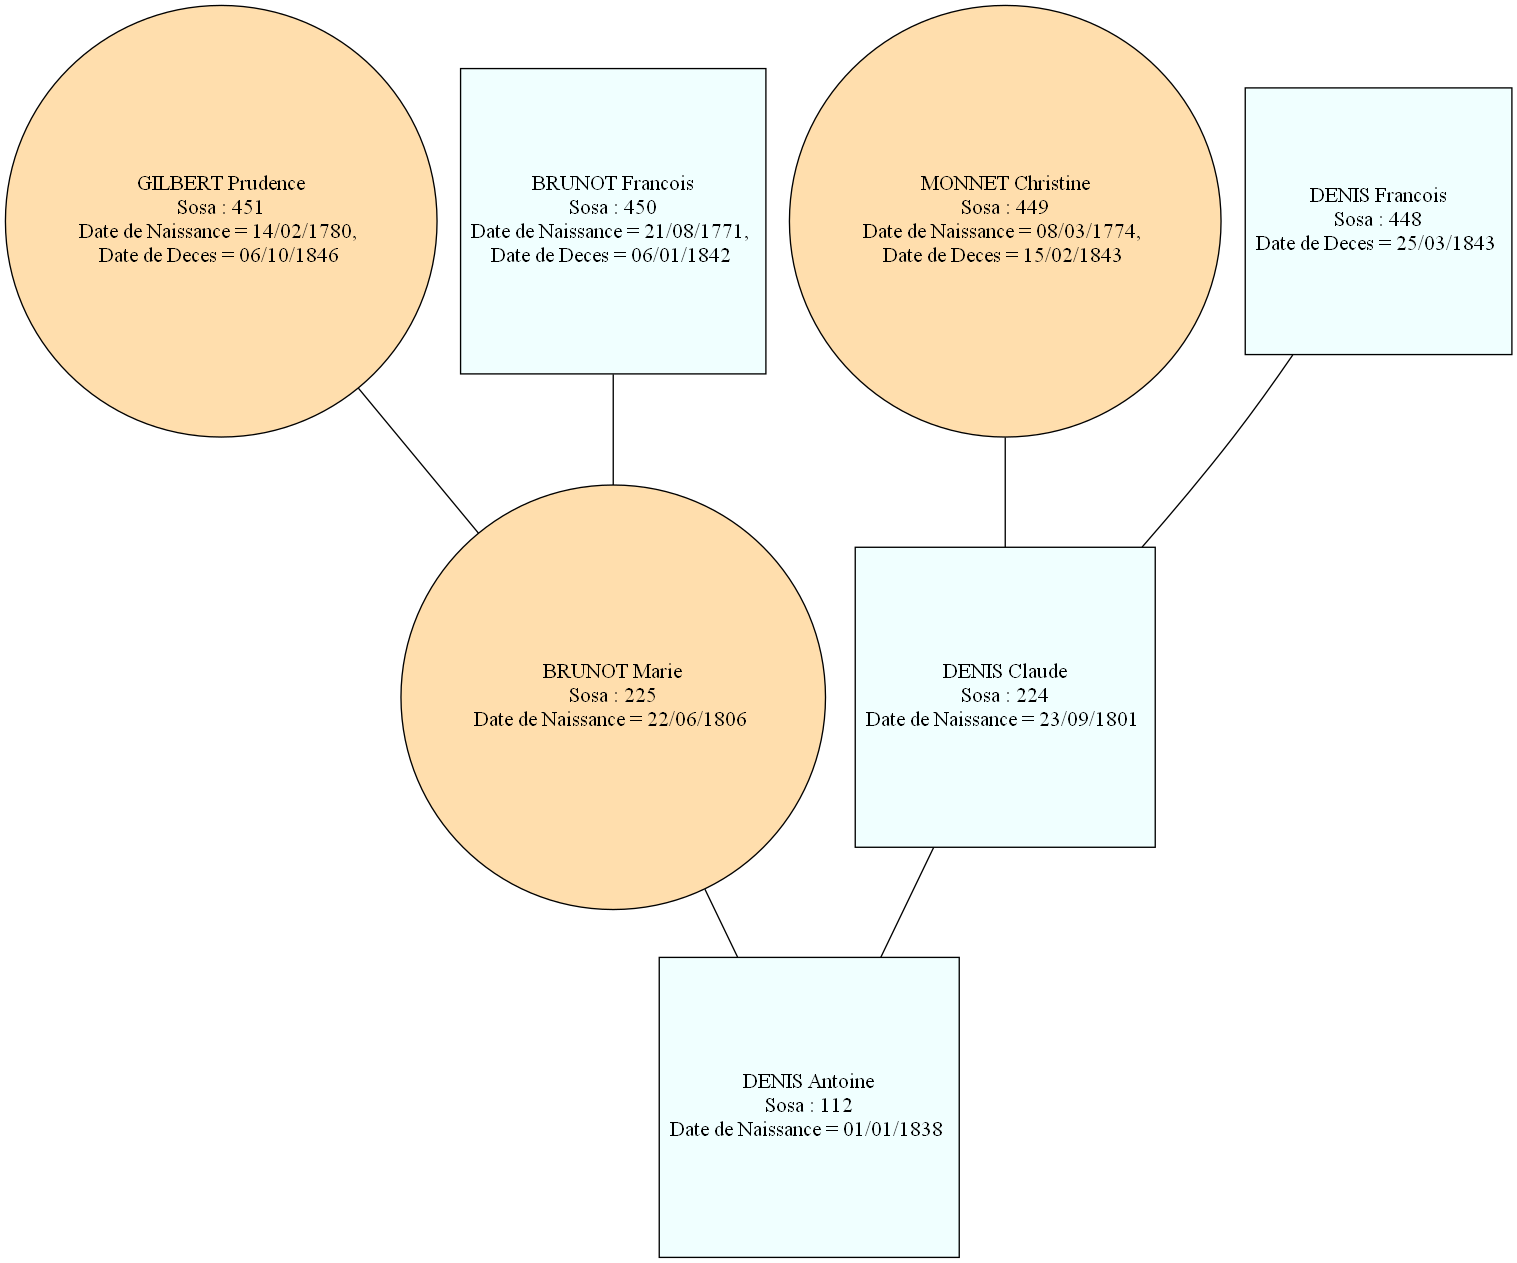 GILBERT Prudence
Sosa : 451
Date de Naissance = 14/02/1780,
Date de Deces = 06/10/1846
BRUNOT Francois
Sosa : 450
Date de Naissance = 21/08/1771,
Date de Deces = 06/01/1842
MONNET Christine
Sosa : 449
Date de Naissance = 08/03/1774,
Date de Deces = 15/02/1843
DENIS Francois
Sosa : 448
Date de Deces = 25/03/1843
BRUNOT Marie
Sosa : 225
Date de Naissance = 22/06/1806
DENIS Claude
Sosa : 224
Date de Naissance = 23/09/1801
DENIS Antoine
Sosa : 112
Date de Naissance = 01/01/1838